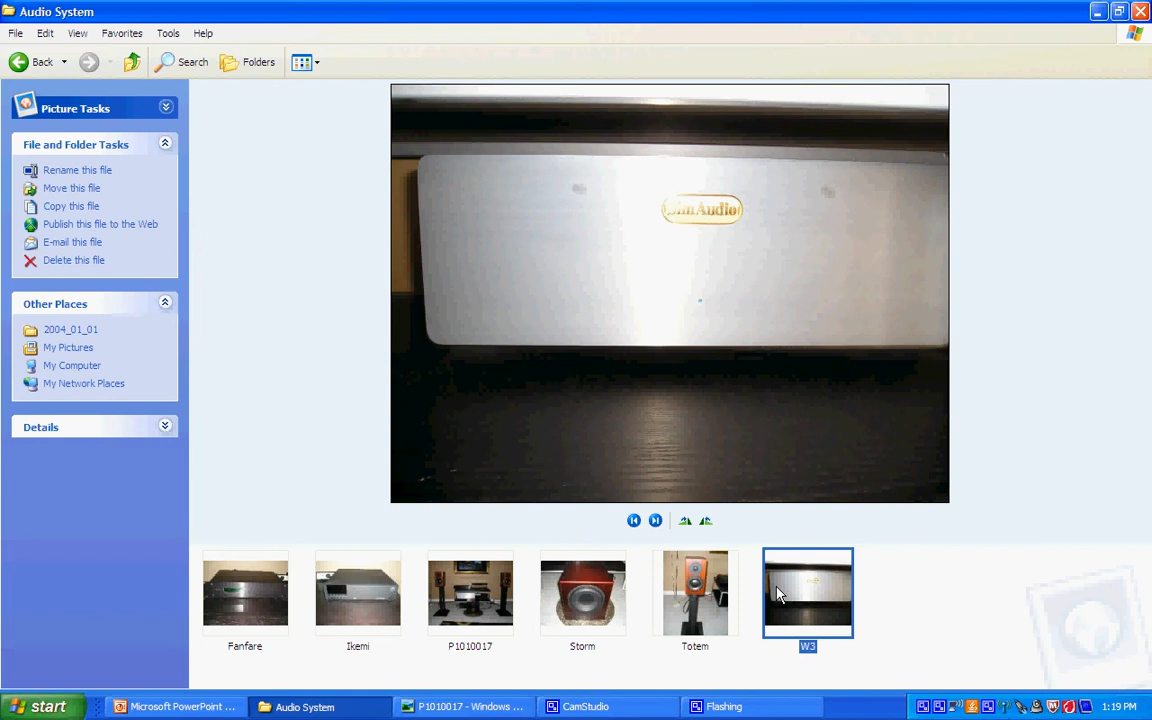 Audio System
File Edit View Favorites Tools Help
Back Search Folders
Picture Tasks
File and Folder Tasks
Rename this file
Move this file
Copy this file
Publish this file to the Web
E-mail this file
Delete this file
Other Places
2004_01_01
My Pictures
My Computer
My Network Places
Details
SimAudio
Fanfare Ikemi P1010017 Storm Totem W3
start Microsoft PowerPoint ... Audio System P1010017 - Windows ... CamStudio Flashing 1:19 PM